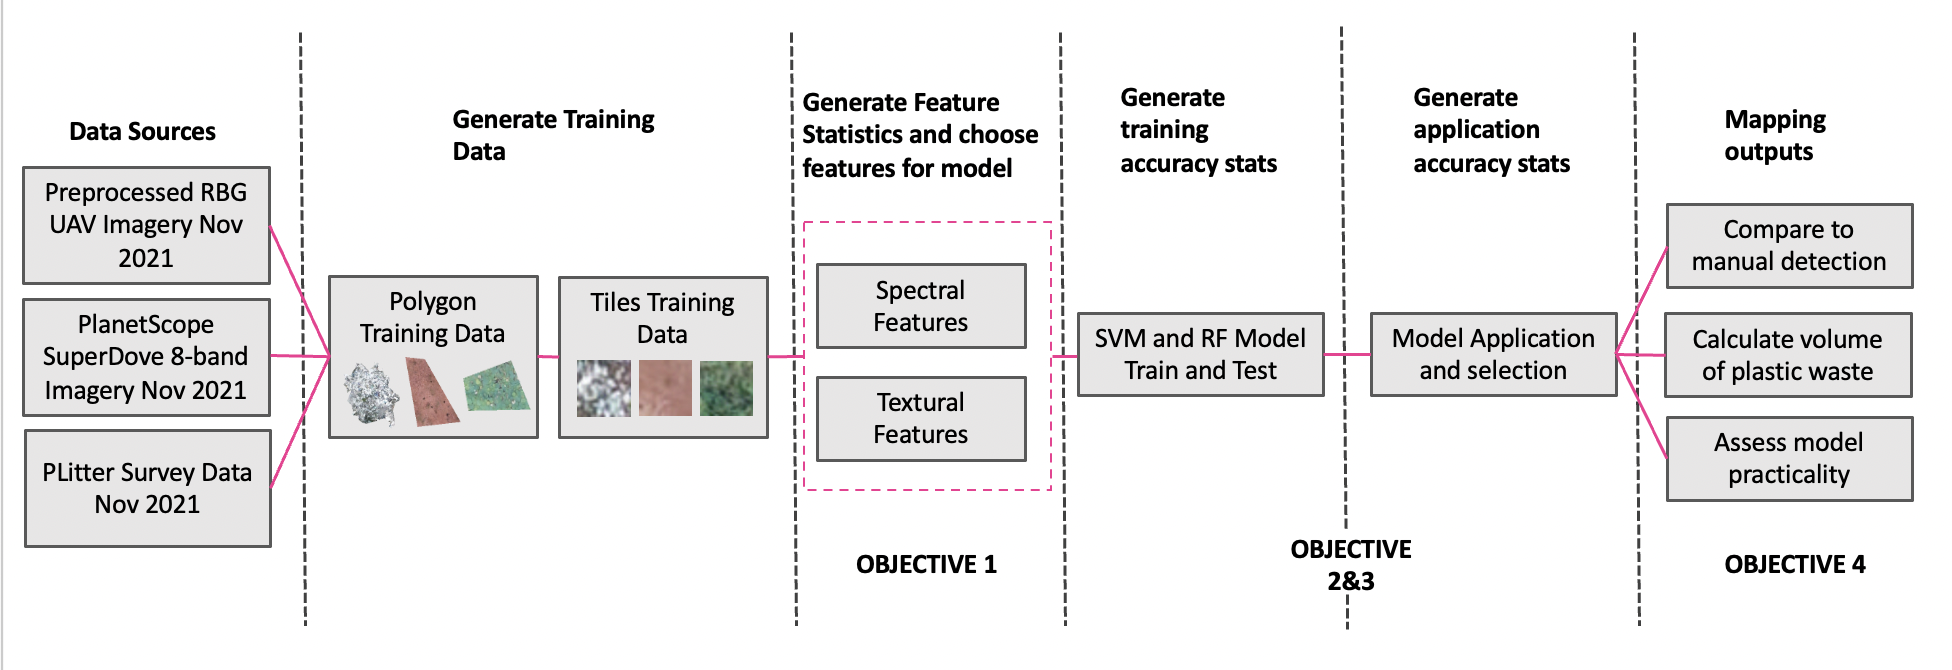 Data Sources
Preprocessed RBG
UAV Imagery Nov
2021
PlanetScope
SuperDove 8-band
Imagery Nov 2021
PLitter Survey Data
Nov 2021
Generate Training
Data
Polygon
Training Data
Tiles Training
Data
Generate Feature
Statistics and choose
features for model
Spectral
Features
Textural
Features
OBJECTIVE 1
Generate
training
accuracy stats
SVM and RF Model
Train and Test
Generate
application
accuracy stats
Model Application
and selection
OBJECTIVE
2&3
Mapping
outputs
Compare to
manual detection
Calculate volume
of plastic waste
Assess model
practicality
OBJECTIVE 4